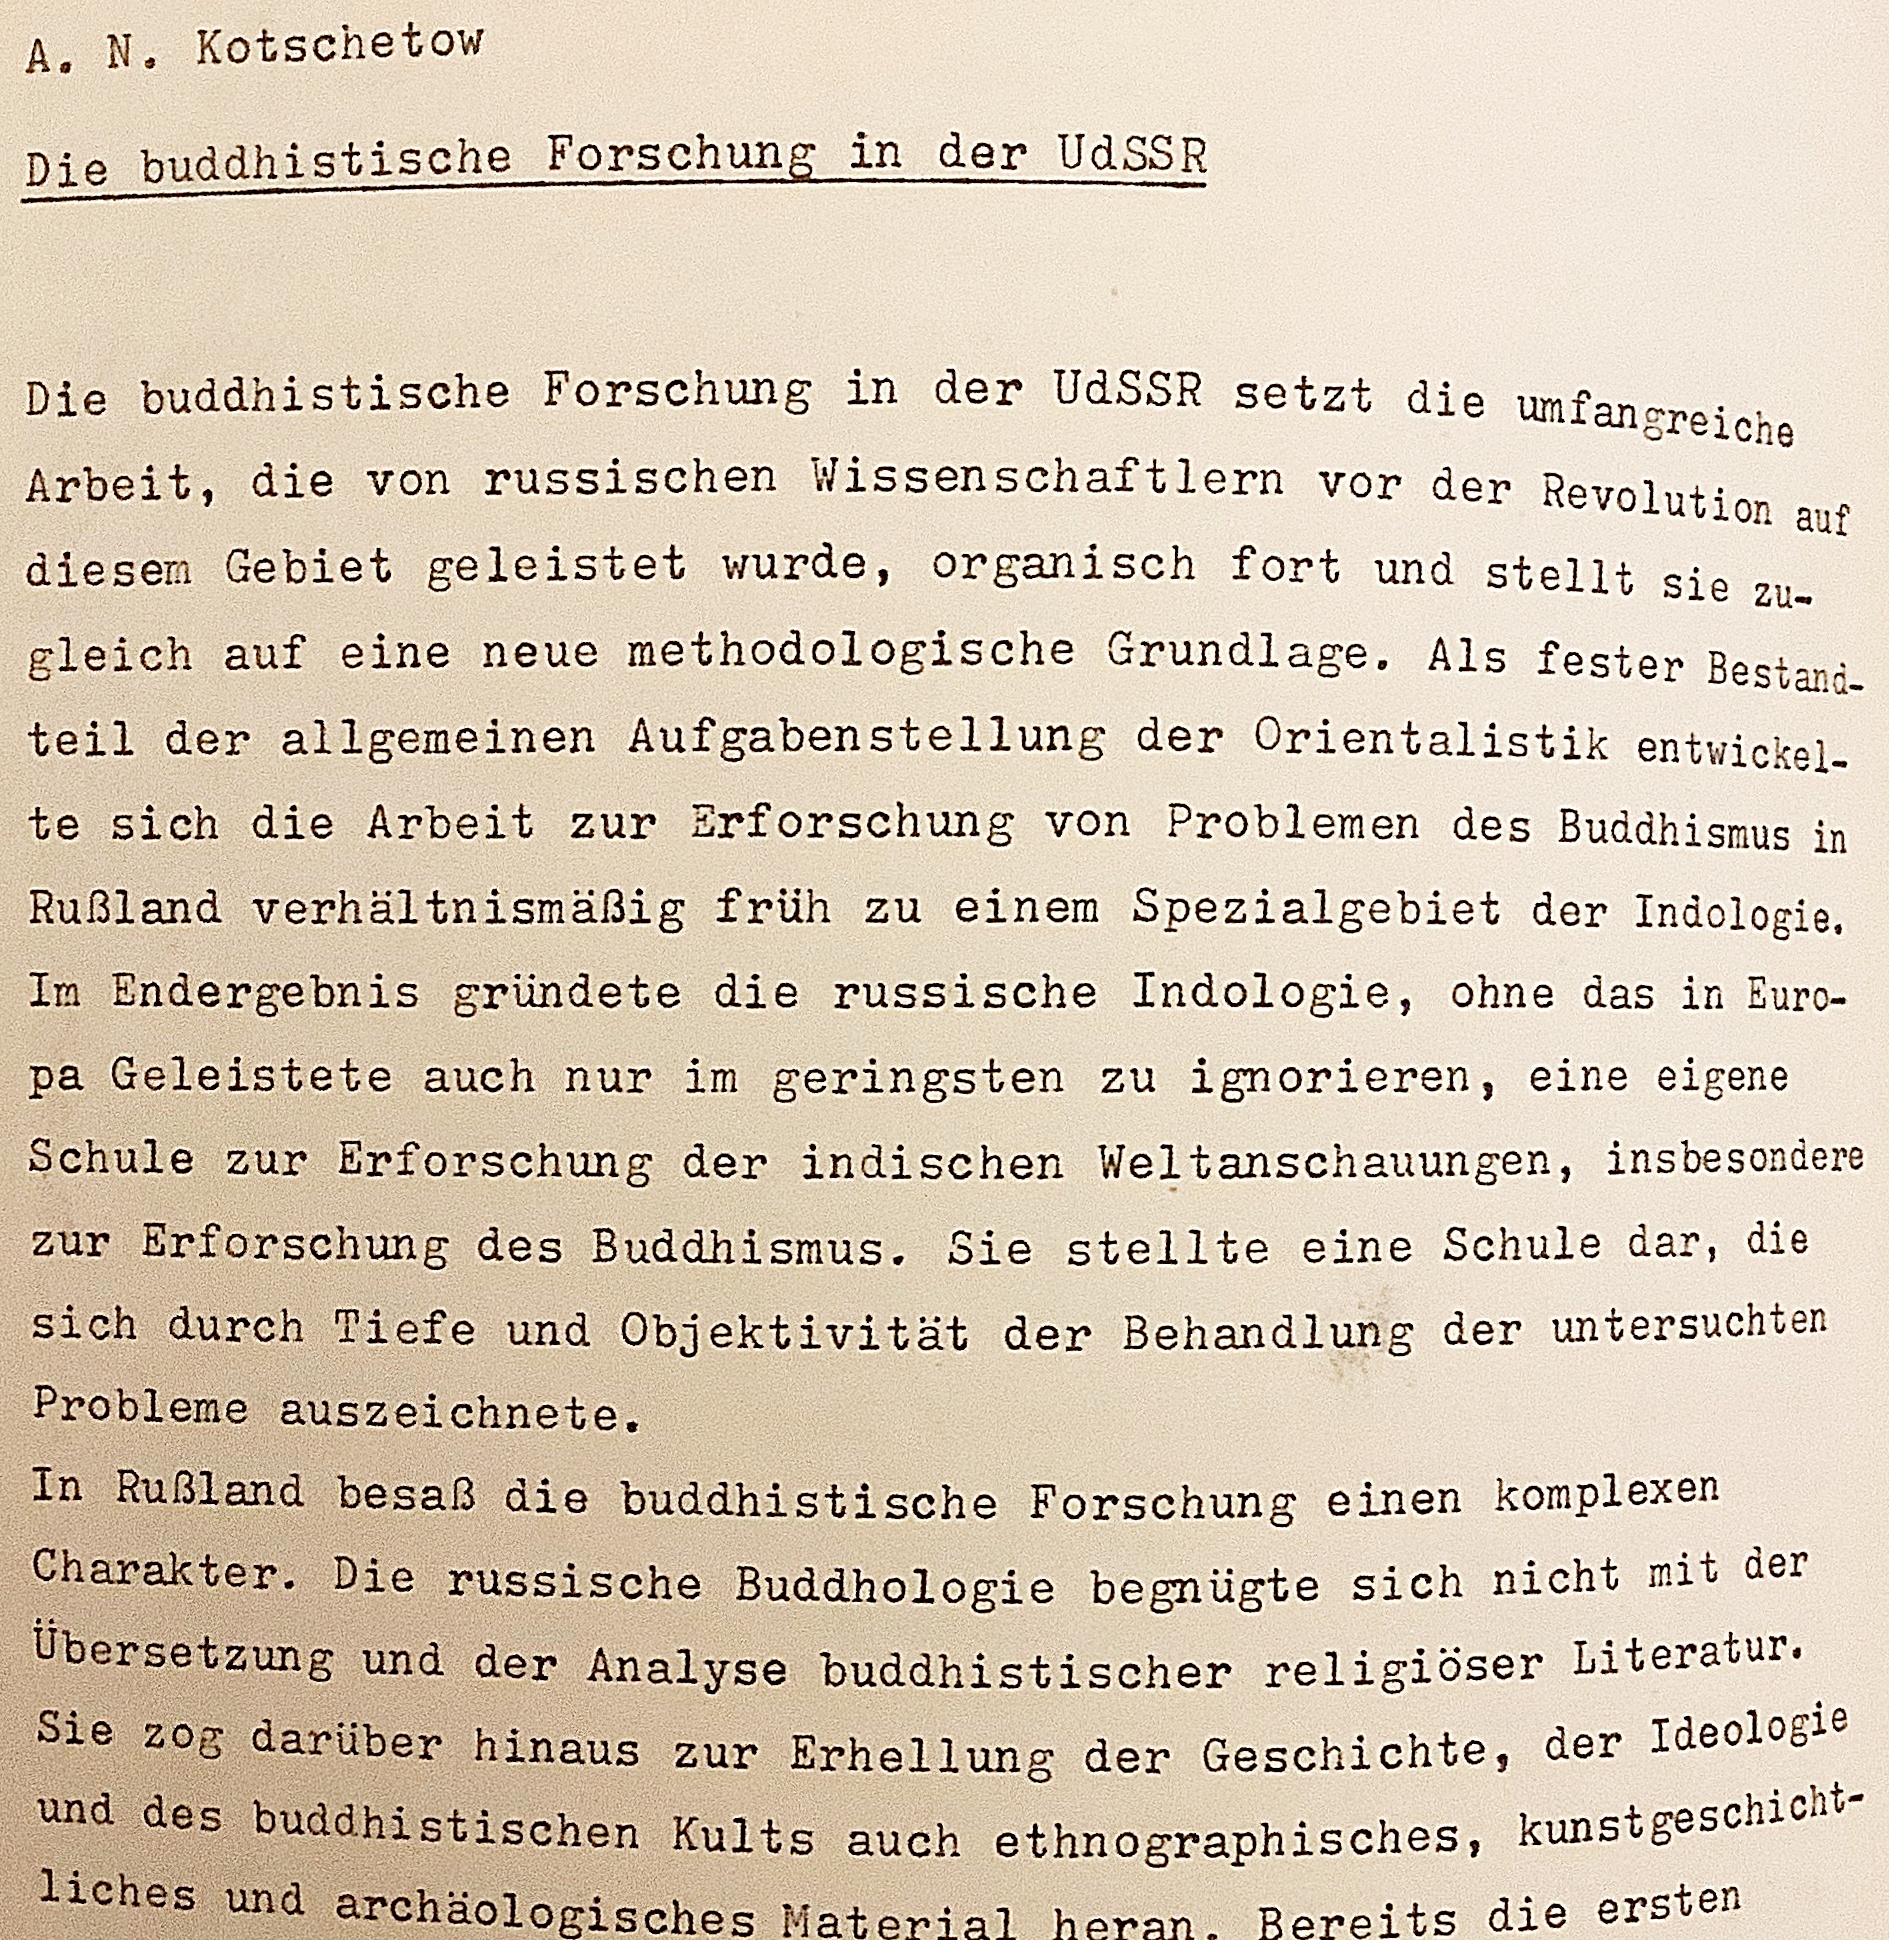 A. N. Kotschetow
Die buddhistische Forschung in der UdSSR
Die buddhistische Forschung in der UdSSR setzt die umfangreiche
Arbeit, die von russischen Wissenschaftlern vor der Revolution auf
diesem Gebiet geleistet wurde, organisch fort und stellt sie zu-
gleich auf eine neue methodologische Grundlage. Als fester Bestand-
teil der allgemeinen Aufgabenstellung der Orientalistik entwickel-
te sich die Arbeit zur Erforschung von Problemen des Buddhismus in
Rußland verhältnismäßig früh zu einem Spezialgebiet der Indologie.
Im Endergebnis gründete die russische Indologie, ohne das in Euro-
pa Geleistete auch nur im geringsten zu ignorieren, eine eigene
Schule zur Erforschung der indischen Weltanschauungen, insbesondere
zur Erforschung des Buddhismus. Sie stellte eine Schule dar, die
sich durch Tiefe und Objektivität der Behandlung der untersuchten
Probleme auszeichnete.
In Rußland besaß die buddhistische Forschung einen komplexen
Charakter. Die russische Buddhologie begnügte sich nicht mit der
Übersetzung und der Analyse buddhistischer religiöser Literatur.
Sie zog darüber hinaus zur Erhellung der Geschichte, der Ideologie
und des buddhistischen Kults auch ethnographisches, kunstgeschicht-
liches und archäologisches Material heran. Bereits die ersten